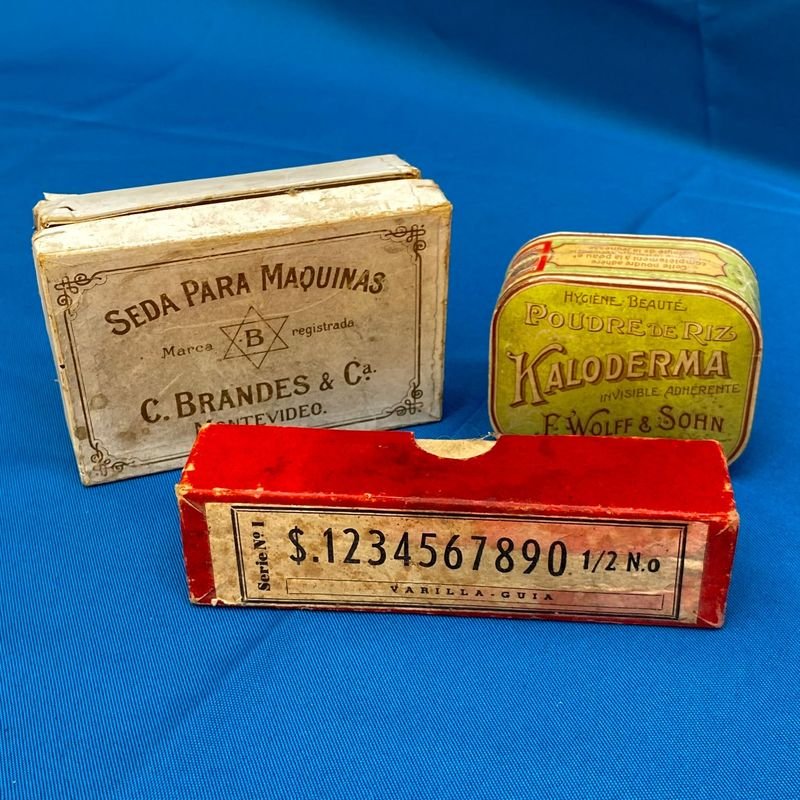 SEDA PARA MAQUINAS
Marca B registrada
C. BRANDES & Ca.
MONTEVIDEO.
HYGIÈNE BEAUTÉ
POUDRE DE RIZ
KALODERMA
INVISIBLE ADHÉRENTE
F. WOLFF & SOHN
Serie Nº 1
$.1234567890 1/2 N.o
VARILLA-GUIA